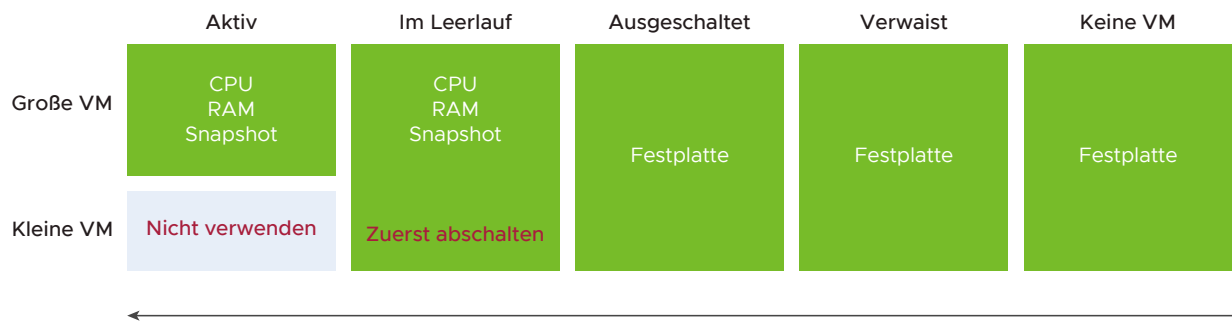 Aktiv
Im Leerlauf
Ausgeschaltet
Verwaist
Keine VM
Große VM
CPU
RAM
Snapshot
CPU
RAM
Snapshot
Festplatte
Festplatte
Festplatte
Kleine VM
Nicht verwenden
Zuerst abschalten